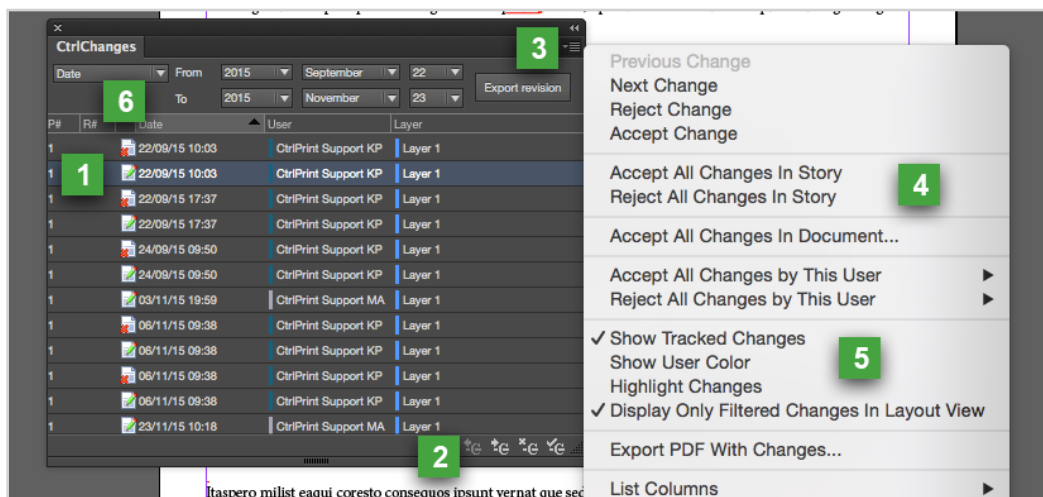 CtrlChanges
3
Date From 2015 September 22 Export revision
6 To 2015 November 23
P# R# Date User Layer
1 22/09/15 10:03 CtrlPrint Support KP Layer 1
1 22/09/15 10:03 CtrlPrint Support KP Layer 1
1
1 22/09/15 17:37 CtrlPrint Support KP Layer 1
1 22/09/15 17:37 CtrlPrint Support KP Layer 1
1 24/09/15 09:50 CtrlPrint Support KP Layer 1
1 24/09/15 09:50 CtrlPrint Support KP Layer 1
1 03/11/15 19:59 CtrlPrint Support MA Layer 1
1 06/11/15 09:38 CtrlPrint Support KP Layer 1
1 06/11/15 09:38 CtrlPrint Support KP Layer 1
1 06/11/15 09:38 CtrlPrint Support KP Layer 1
1 06/11/15 09:38 CtrlPrint Support KP Layer 1
1 23/11/15 10:18 CtrlPrint Support MA Layer 1
2
Previous Change
Next Change
Reject Change
Accept Change
Accept All Changes In Story
Reject All Changes In Story
4
Accept All Changes In Document...
Accept All Changes by This User
Reject All Changes by This User
Show Tracked Changes
Show User Color
5
Highlight Changes
Display Only Filtered Changes In Layout View
Export PDF With Changes...
List Columns
Itaspero milist eaqui coresto consequos ipsunt vernat que sed